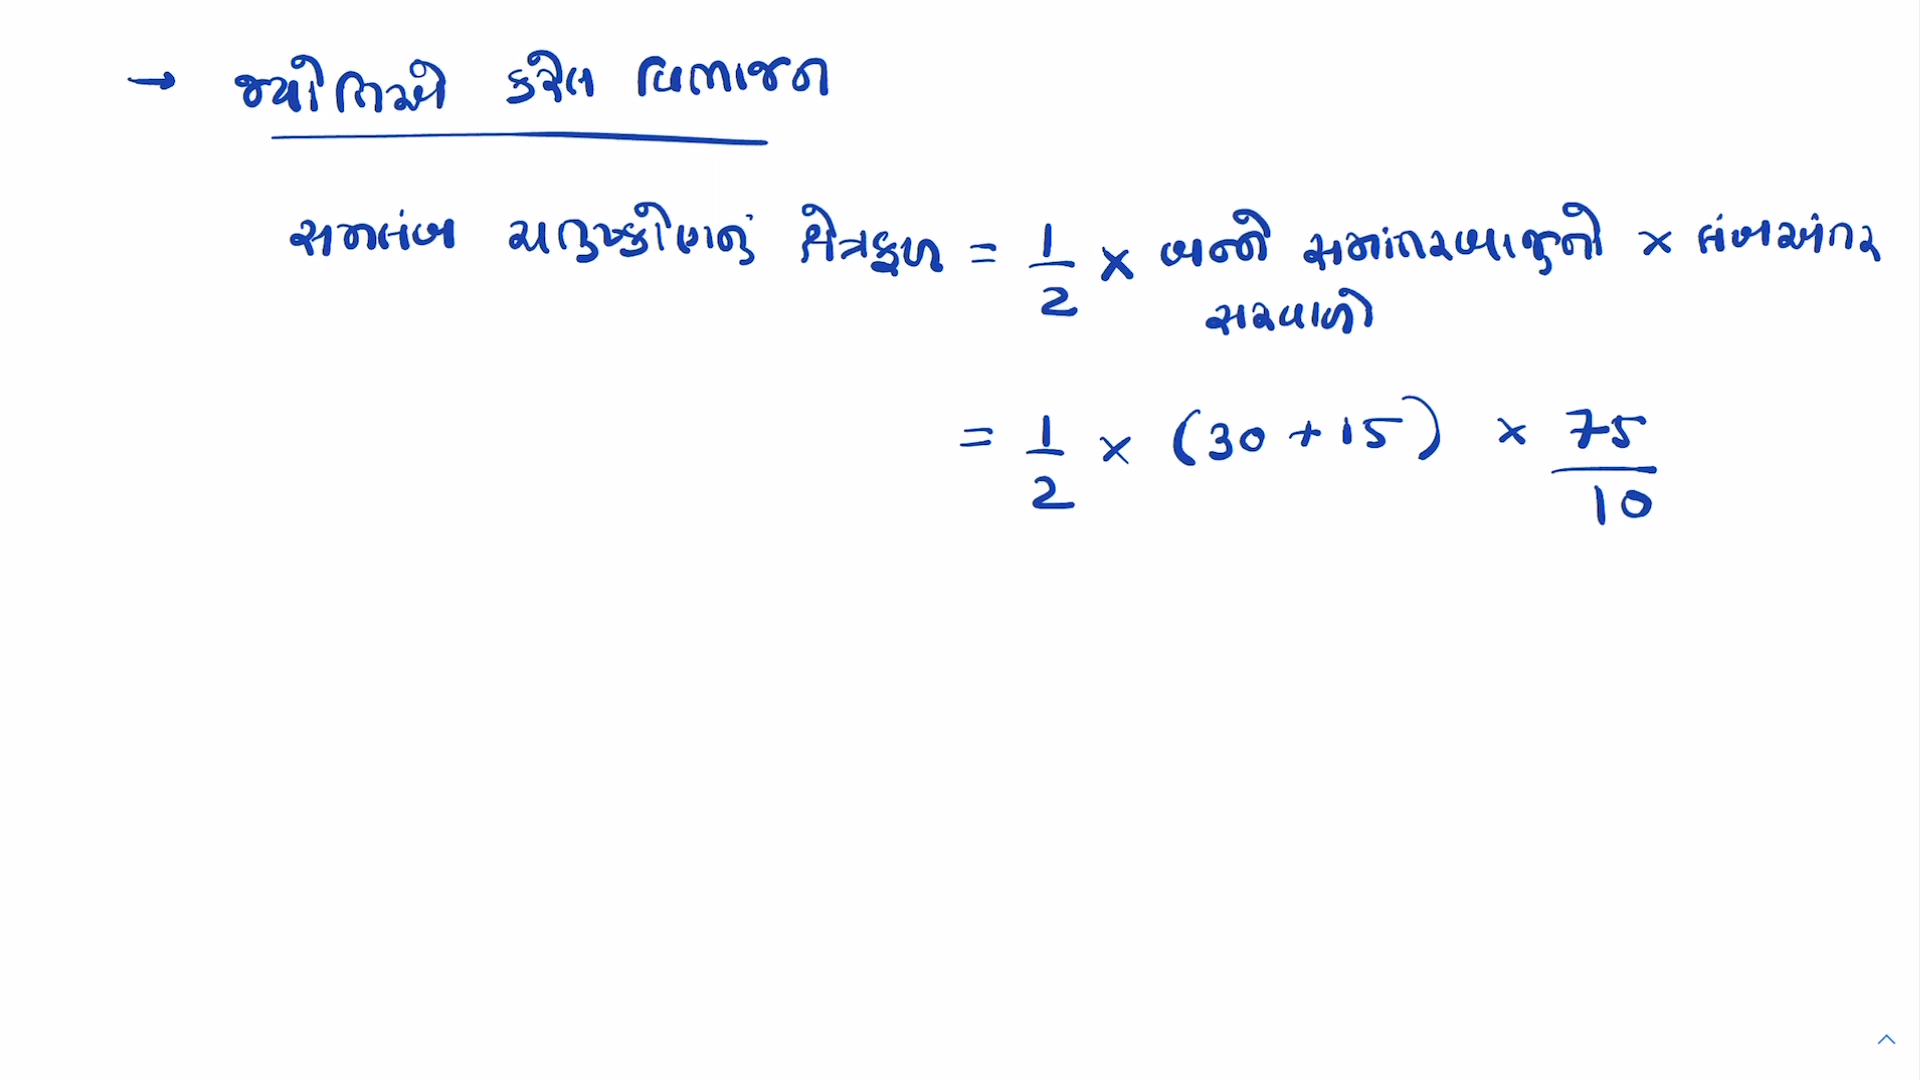 → જ્યોતિએ કરેલ વિભાજન
સમલંબ ચતુષ્કોણનું ક્ષેત્રફળ = 1/2 × બન્ને સમાંતરબાજુનો × લંબઅંતર
સરવાળો
= 1/2 × (30 + 15) × 75/10